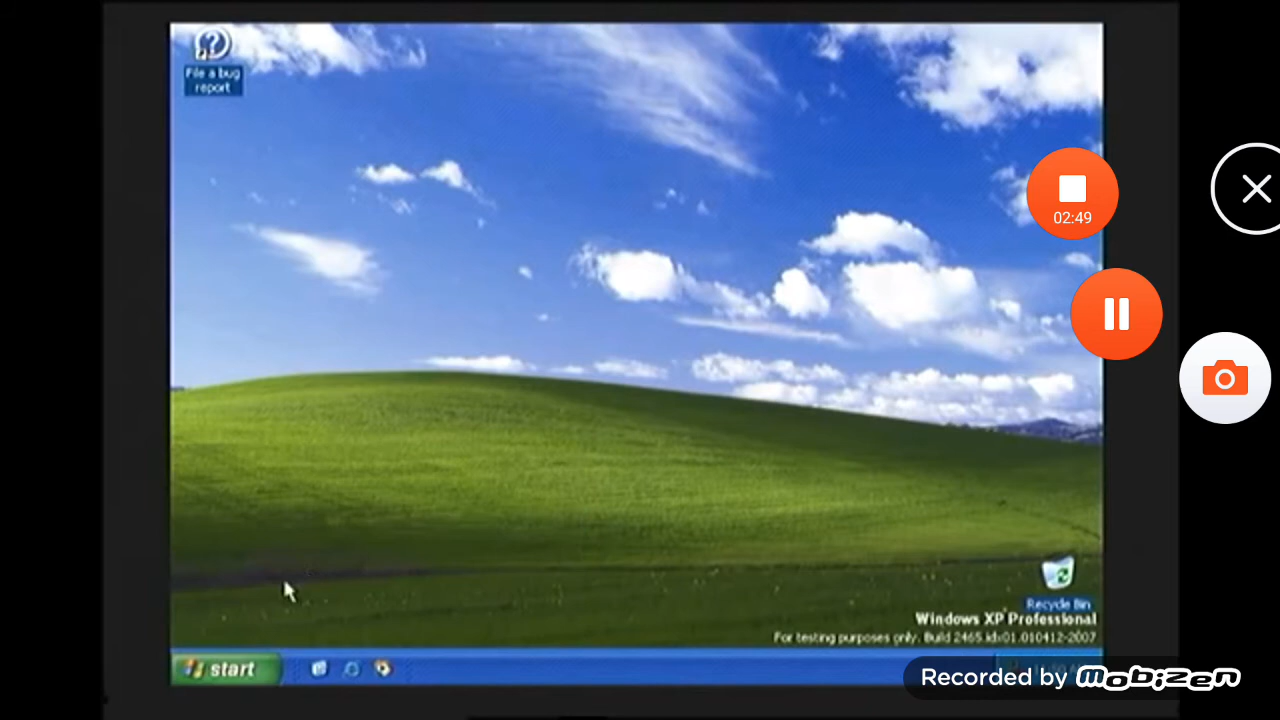 File a bug
report
02:49
Recycle Bin
Windows XP Professional
For testing purposes only. Build 2465.idx01.010412-2007
start
Recorded by mobizen